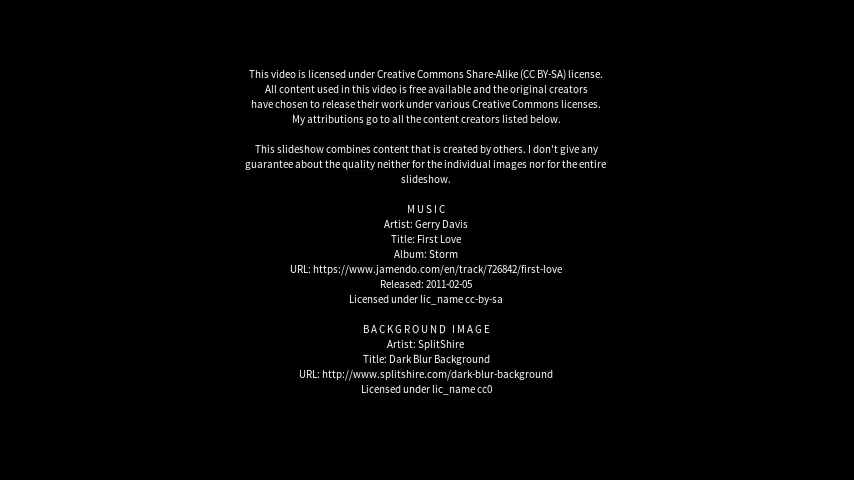 This video is licensed under Creative Commons Share-Alike (CC BY-SA) license.
All content used in this video is free available and the original creators
have chosen to release their work under various Creative Commons licenses.
My attributions go to all the content creators listed below.
This slideshow combines content that is created by others. I don't give any
guarantee about the quality neither for the individual images nor for the entire
slideshow.
MUSIC
Artist: Gerry Davis
Title: First Love
Album: Storm
URL: https://www.jamendo.com/en/track/726842/first-love
Released: 2011-02-05
Licensed under lic_name cc-by-sa
BACKGROUND IMAGE
Artist: SplitShire
Title: Dark Blur Background
URL: http://www.splitshire.com/dark-blur-background
Licensed under lic_name cc0